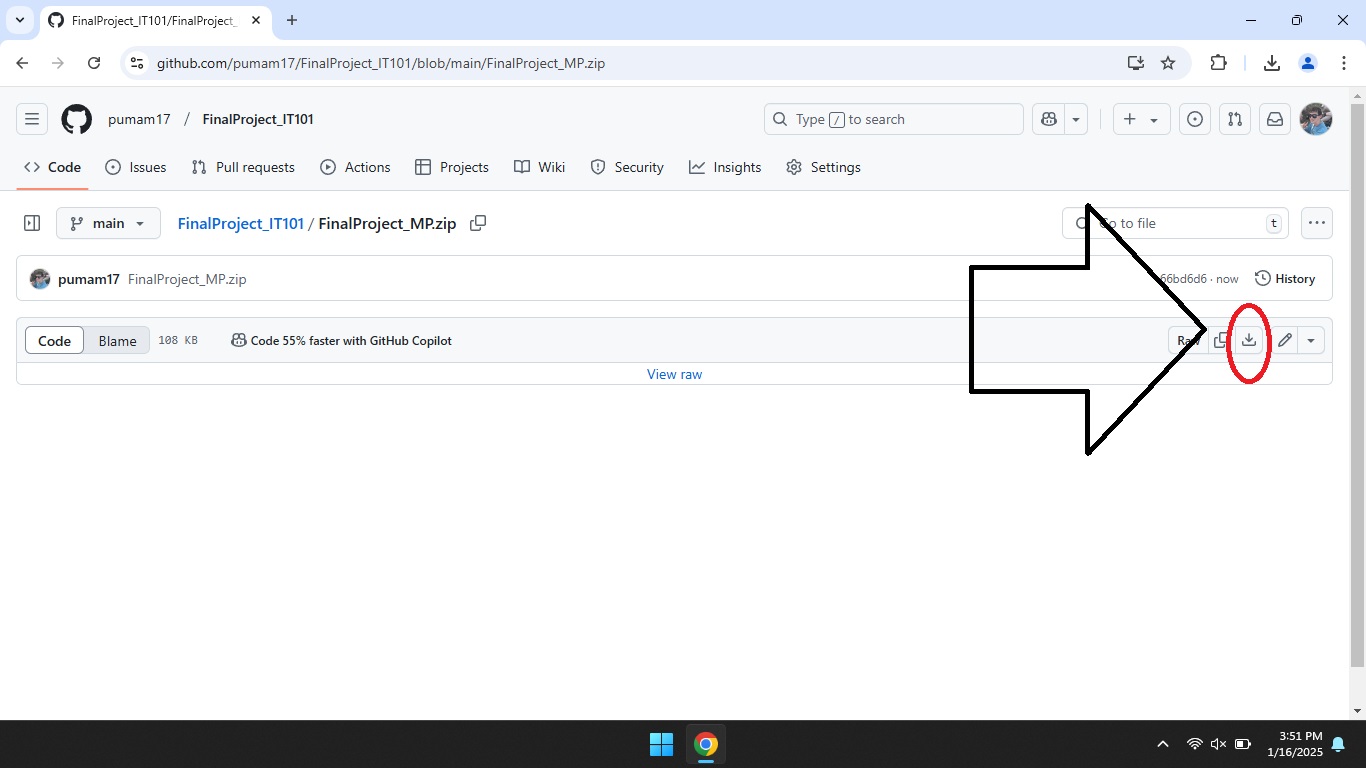 FinalProject_IT101/FinalProject_
github.com/pumam17/FinalProject_IT101/blob/main/FinalProject_MP.zip
pumam17 / FinalProject_IT101
Type / to search
Code Issues Pull requests Actions Projects Wiki Security Insights Settings
main FinalProject_IT101 / FinalProject_MP.zip
Go to file t
pumam17 FinalProject_MP.zip
66bd6d6 · now History
Code Blame 108 KB Code 55% faster with GitHub Copilot
Raw
View raw
3:51 PM
1/16/2025